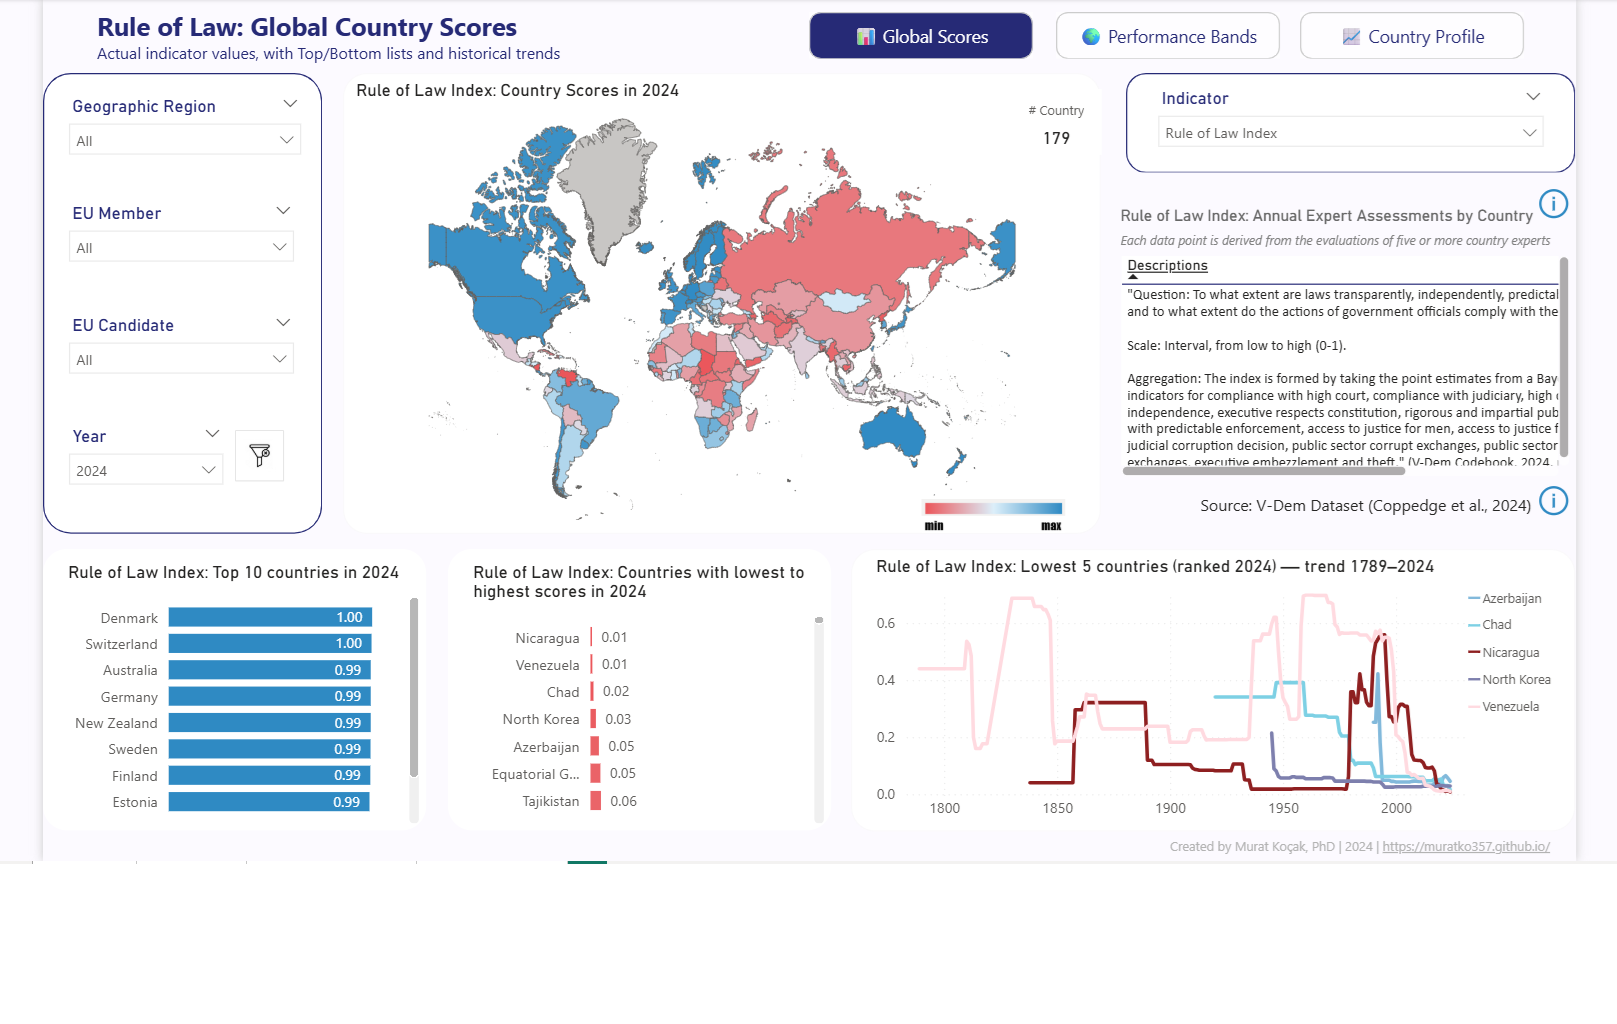 Rule of Law: Global Country Scores
Actual indicator values, with Top/Bottom lists and historical trends
Global Scores
Performance Bands
Country Profile
Geographic Region
All
EU Member
All
EU Candidate
All
Year
2024
Rule of Law Index: Country Scores in 2024
# Country
179
min
max
Indicator
Rule of Law Index
Rule of Law Index: Annual Expert Assessments by Country
Each data point is derived from the evaluations of five or more country experts
Descriptions
"Question: To what extent are laws transparently, independently, predictal
and to what extent do the actions of government officials comply with the
Scale: Interval, from low to high (0-1).
Aggregation: The index is formed by taking the point estimates from a Bay
indicators for compliance with high court, compliance with judiciary, high
independence, executive respects constitution, rigorous and impartial pub
with predictable enforcement, access to justice for men, access to justice f
judicial corruption decision, public sector corrupt exchanges, public sector
exchanges, executive embezzlement and theft." (V-Dem Codebook, 2024,
Source: V-Dem Dataset (Coppedge et al., 2024)
Rule of Law Index: Top 10 countries in 2024
Denmark 1.00
Switzerland 1.00
Australia 0.99
Germany 0.99
New Zealand 0.99
Sweden 0.99
Finland 0.99
Estonia 0.99
Rule of Law Index: Countries with lowest to
highest scores in 2024
Nicaragua 0.01
Venezuela 0.01
Chad 0.02
North Korea 0.03
Azerbaijan 0.05
Equatorial G... 0.05
Tajikistan 0.06
Rule of Law Index: Lowest 5 countries (ranked 2024) — trend 1789–2024
0.6
0.4
0.2
0.0
1800 1850 1900 1950 2000
Azerbaijan
Chad
Nicaragua
North Korea
Venezuela
Created by Murat Koçak, PhD | 2024 | https://muratko357.github.io/